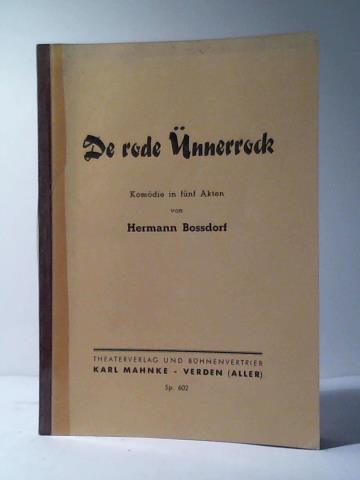 De rode Ünnerrock
Komödie in fünf Akten
von
Hermann Bossdorf
THEATERVERLAG UND BÜHNENVERTRIEB
KARL MAHNKE - VERDEN (ALLER)
Sp. 602